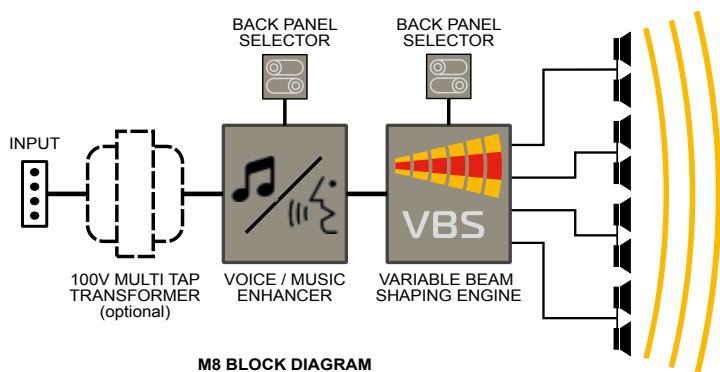 BACK PANEL
SELECTOR
BACK PANEL
SELECTOR
INPUT
VBS
100V MULTI TAP
TRANSFORMER
(optional)
VOICE / MUSIC
ENHANCER
VARIABLE BEAM
SHAPING ENGINE
M8 BLOCK DIAGRAM